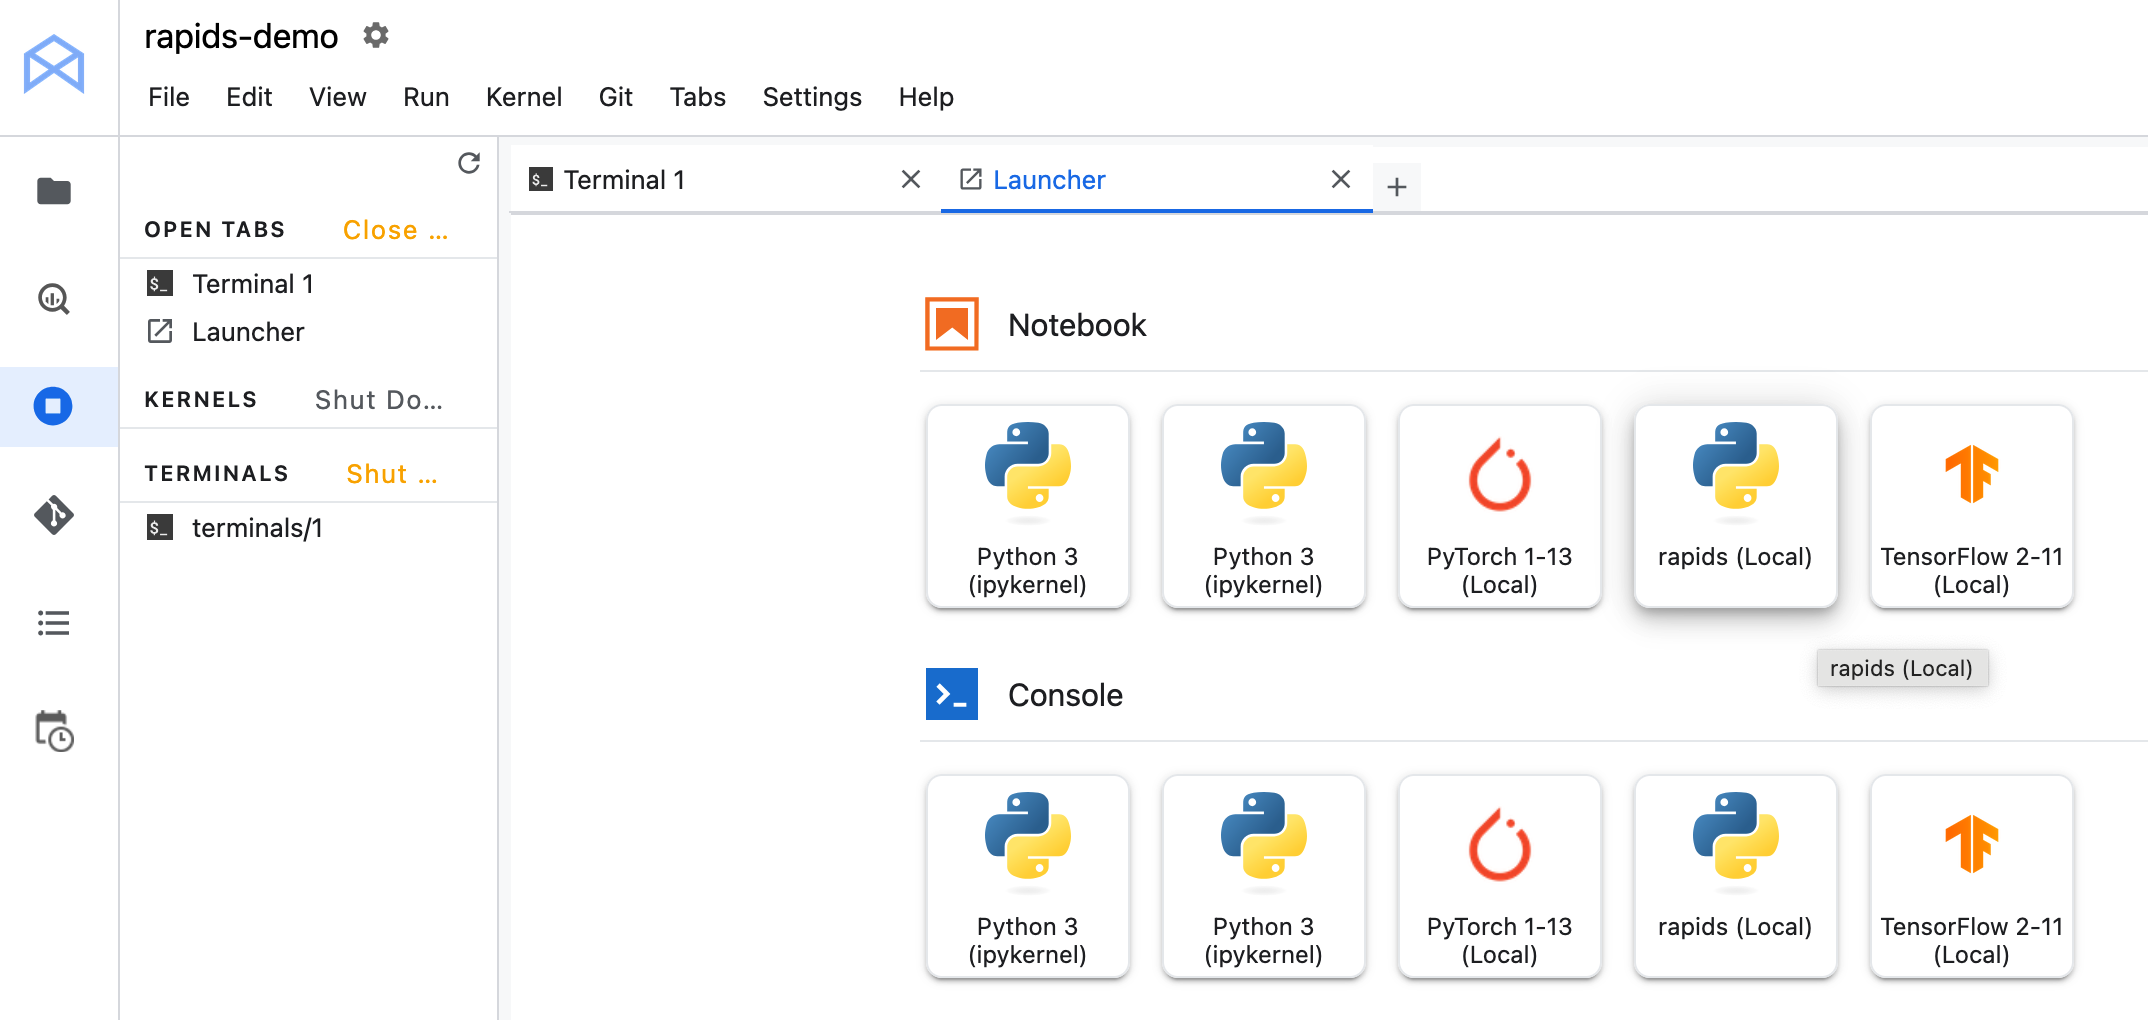 rapids-demo
File Edit View Run Kernel Git Tabs Settings Help
OPEN TABS Close ...
$_ Terminal 1
Launcher
KERNELS Shut Do...
TERMINALS Shut ...
$_ terminals/1
$_ Terminal 1
Launcher
Notebook
Python 3
(ipykernel)
Python 3
(ipykernel)
PyTorch 1-13
(Local)
rapids (Local)
TensorFlow 2-11
(Local)
rapids (Local)
Console
Python 3
(ipykernel)
Python 3
(ipykernel)
PyTorch 1-13
(Local)
rapids (Local)
TensorFlow 2-11
(Local)